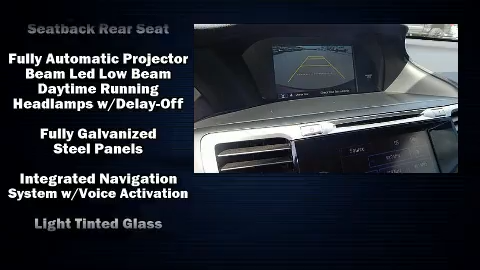 Seatback Rear Seat
Fully Automatic Projector
Beam Led Low Beam
Daytime Running
Headlamps w/Delay-Off
Fully Galvanized
Steel Panels
Integrated Navigation
System w/Voice Activation
Light Tinted Glass
Source